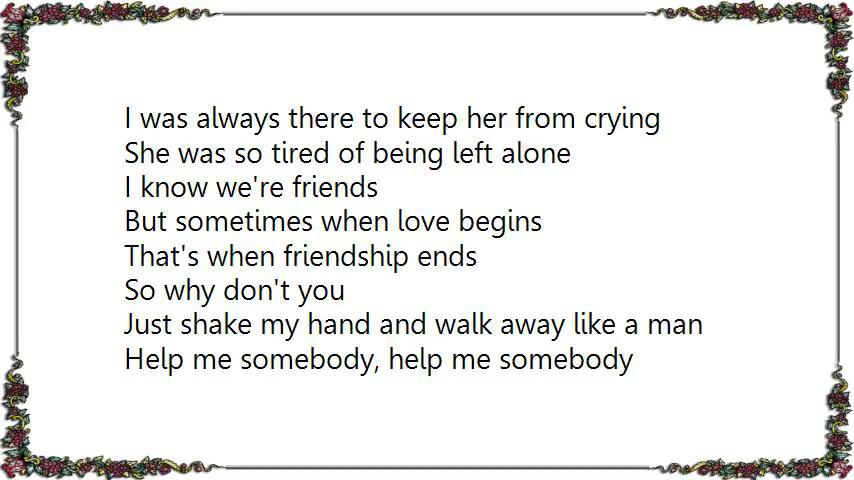 I was always there to keep her from crying
She was so tired of being left alone
I know we're friends
But sometimes when love begins
That's when friendship ends
So why don't you
Just shake my hand and walk away like a man
Help me somebody, help me somebody